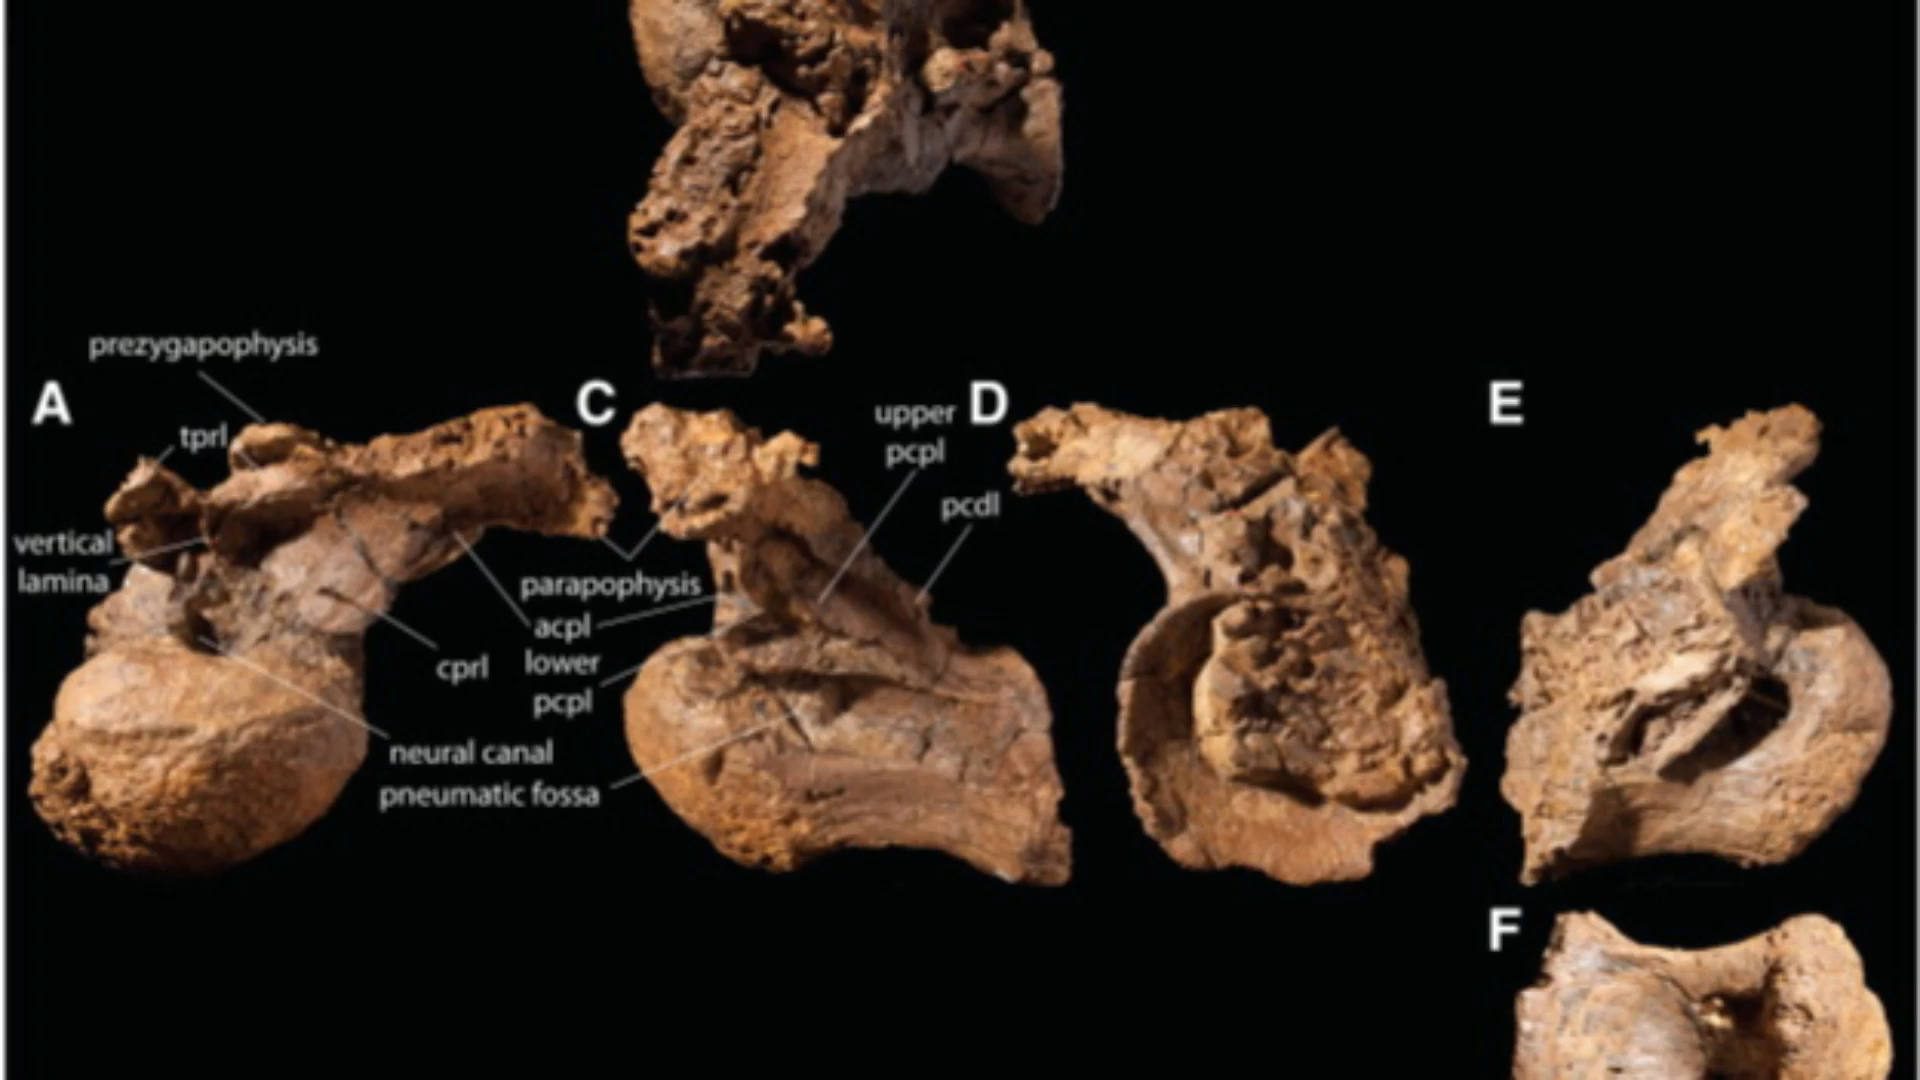 prezygapophysis
A
C
upper
pcpl
D
E
tprl
pcdl
vertical
lamina
parapophysis
acpl
cprl
lower
pcpl
neural canal
pneumatic fossa
F